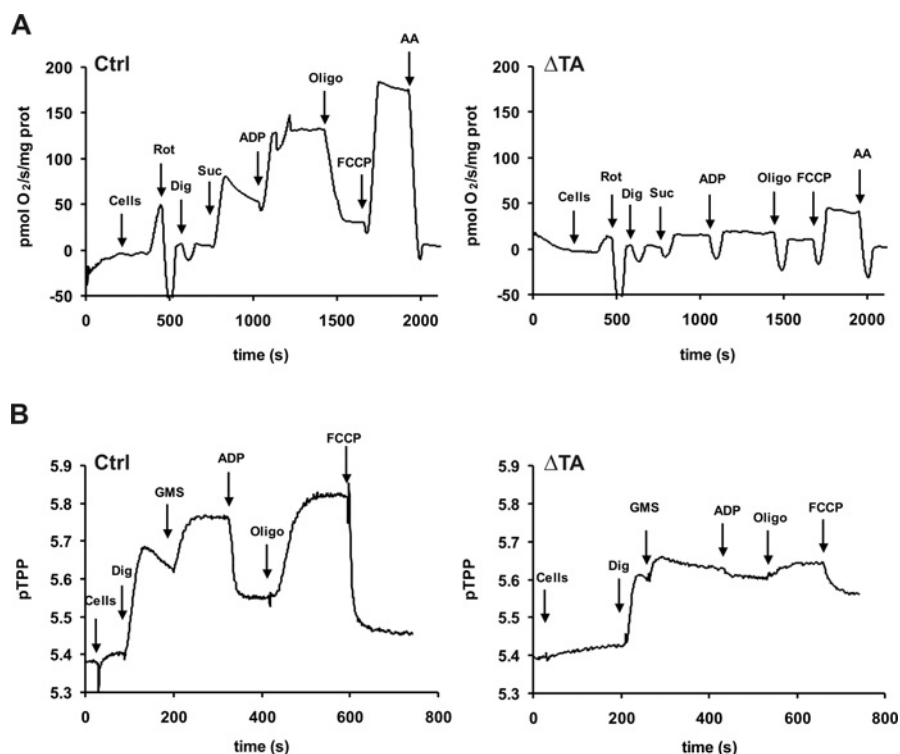 A
Ctrl
pmol O₂/s/mg prot
200
150
100
50
0
-50
Cells
Rot
Dig
Suc
ADP
Oligo
FCCP
AA
0 500 1000 1500 2000
time (s)
ΔTA
pmol O₂/s/mg prot
200
150
100
50
0
-50
Cells
Rot
Dig
Suc
ADP
Oligo
FCCP
AA
0 500 1000 1500 2000
time (s)
B
Ctrl
pTPP
5.9
5.8
5.7
5.6
5.5
5.4
5.3
Cells
Dig
GMS
ADP
Oligo
FCCP
0 200 400 600 800
time (s)
ΔTA
pTPP
5.9
5.8
5.7
5.6
5.5
5.4
5.3
Cells
Dig
GMS
ADP
Oligo
FCCP
0 200 400 600 800
time (s)